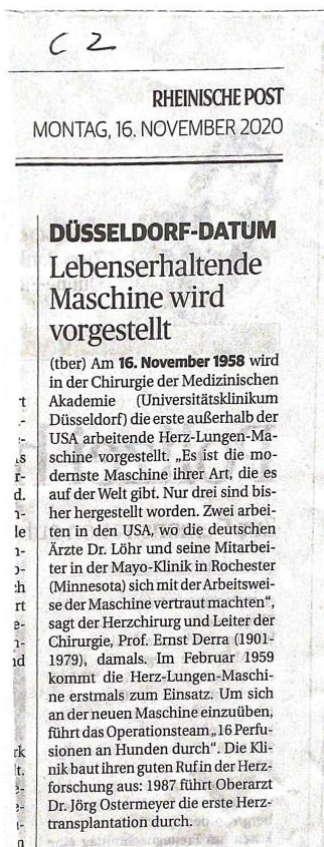 C 2
RHEINISCHE POST
MONTAG, 16. NOVEMBER 2020
DÜSSELDORF-DATUM
Lebenserhaltende
Maschine wird
vorgestellt
(tber) Am 16. November 1958 wird
in der Chirurgie der Medizinischen
Akademie (Universitätsklinikum
Düsseldorf) die erste außerhalb der
USA arbeitende Herz-Lungen-Ma-
schine vorgestellt. „Es ist die mo-
dernste Maschine ihrer Art, die es
auf der Welt gibt. Nur drei sind bis-
her hergestellt worden. Zwei arbei-
ten in den USA, wo die deutschen
Ärzte Dr. Löhr und seine Mitarbei-
ter in der Mayo-Klinik in Rochester
(Minnesota) sich mit der Arbeitswei-
se der Maschine vertraut machten“,
sagt der Herzchirurg und Leiter der
Chirurgie, Prof. Ernst Derra (1901-
1979), damals. Im Februar 1959
kommt die Herz-Lungen-Maschi-
ne erstmals zum Einsatz. Um sich
an der neuen Maschine einzuüben,
führt das Operationsteam „16 Perfu-
sionen an Hunden durch“. Die Kli-
nik baut ihren guten Ruf in der Herz-
forschung aus: 1987 führt Oberarzt
Dr. Jörg Ostermeyer die erste Herz-
transplantation durch.